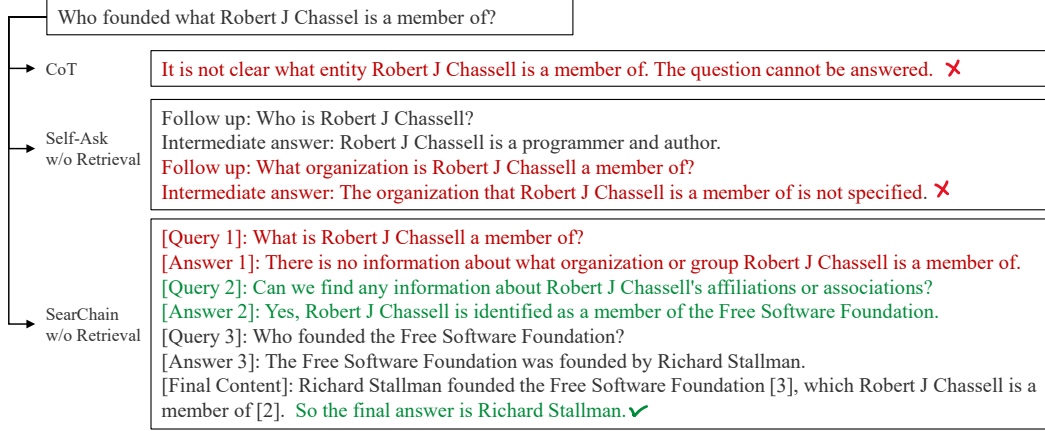 Who founded what Robert J Chassel is a member of?
CoT
It is not clear what entity Robert J Chassell is a member of. The question cannot be answered.
Self-Ask
w/o Retrieval
Follow up: Who is Robert J Chassell?
Intermediate answer: Robert J Chassell is a programmer and author.
Follow up: What organization is Robert J Chassell a member of?
Intermediate answer: The organization that Robert J Chassell is a member of is not specified.
SearChain
w/o Retrieval
[Query 1]: What is Robert J Chassell a member of?
[Answer 1]: There is no information about what organization or group Robert J Chassell is a member of.
[Query 2]: Can we find any information about Robert J Chassell's affiliations or associations?
[Answer 2]: Yes, Robert J Chassell is identified as a member of the Free Software Foundation.
[Query 3]: Who founded the Free Software Foundation?
[Answer 3]: The Free Software Foundation was founded by Richard Stallman.
[Final Content]: Richard Stallman founded the Free Software Foundation [3], which Robert J Chassell is a
member of [2]. So the final answer is Richard Stallman.